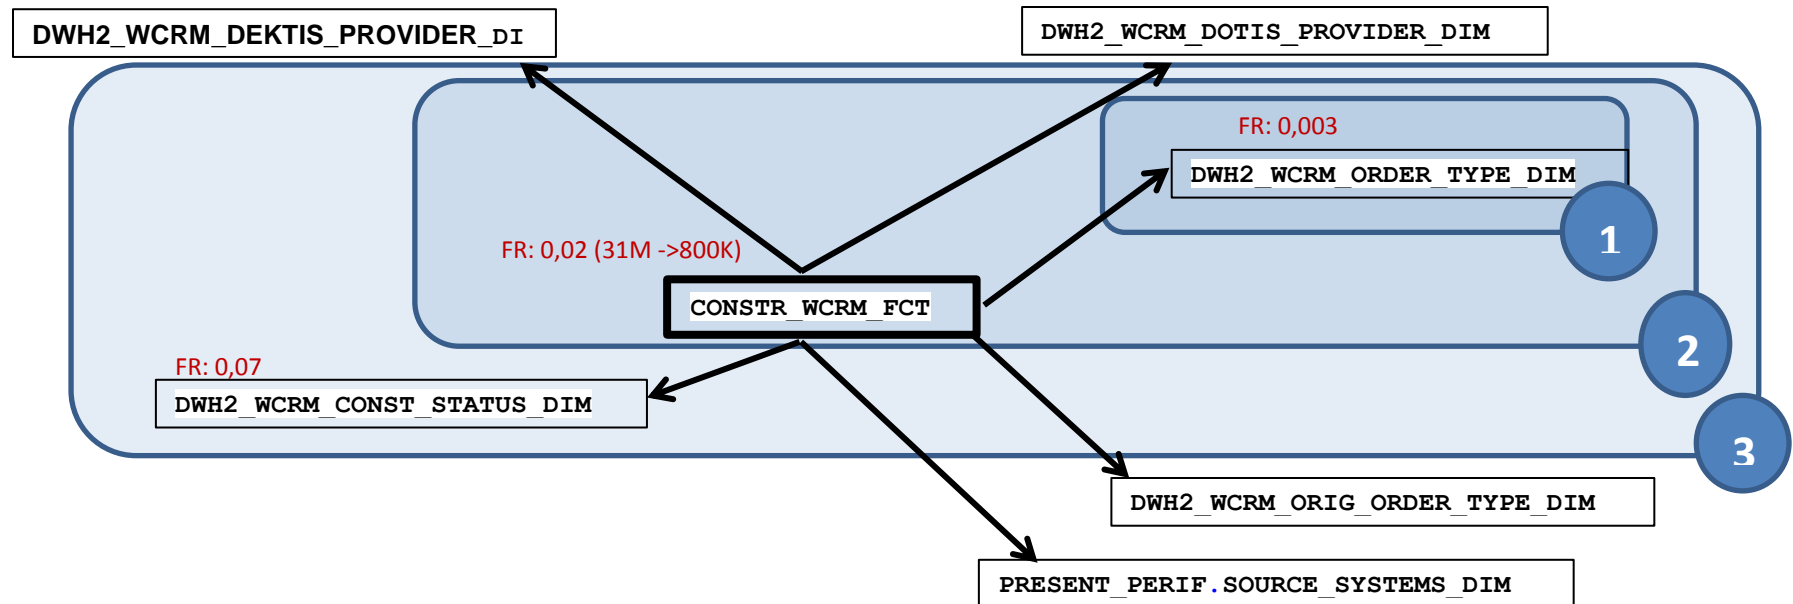 DWH2_WCRM_DEKTIS_PROVIDER_DI
DWH2_WCRM_DOTIS_PROVIDER_DIM
FR: 0,003
DWH2_WCRM_ORDER_TYPE_DIM
1
FR: 0,02 (31M ->800K)
CONSTR_WCRM_FCT
2
FR: 0,07
DWH2_WCRM_CONST_STATUS_DIM
3
DWH2_WCRM_ORIG_ORDER_TYPE_DIM
PRESENT_PERIF.SOURCE_SYSTEMS_DIM